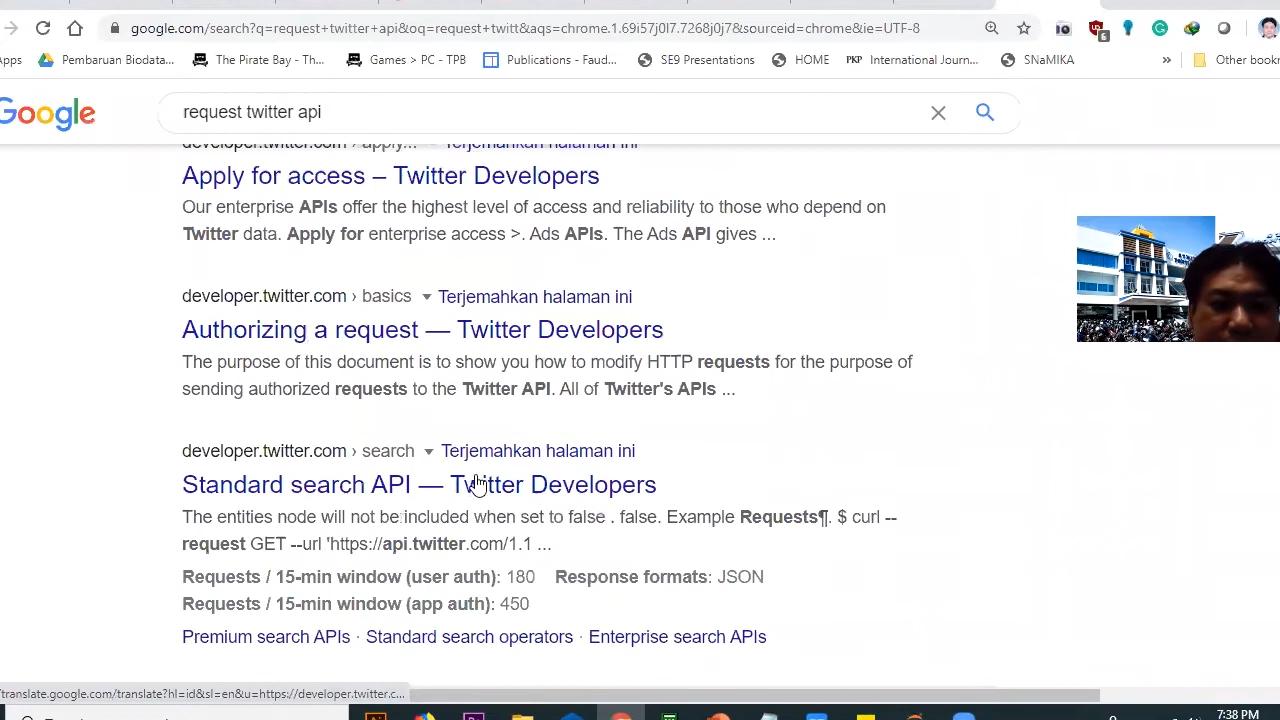 google.com/search?q=request+twitter+api&oq=request+twitt&aqs=chrome.1.69i57j0l7.7268j0j7&sourceid=chrome&ie=UTF-8
6
Apps Pembaruan Biodata... The Pirate Bay - Th... Games > PC - TPB Publications - Faud... SE9 Presentations HOME PKP International Journ... SNaMIKA » Other bookr
Google request twitter api
developer.twitter.com › apply... Terjemahkan halaman ini
Apply for access – Twitter Developers
Our enterprise APIs offer the highest level of access and reliability to those who depend on
Twitter data. Apply for enterprise access >. Ads APIs. The Ads API gives ...
developer.twitter.com › basics Terjemahkan halaman ini
Authorizing a request — Twitter Developers
The purpose of this document is to show you how to modify HTTP requests for the purpose of
sending authorized requests to the Twitter API. All of Twitter's APIs ...
developer.twitter.com › search Terjemahkan halaman ini
Standard search API — Twitter Developers
The entities node will not be included when set to false . false. Example Requests¶. $ curl --
request GET --url 'https://api.twitter.com/1.1 ...
Requests / 15-min window (user auth): 180 Response formats: JSON
Requests / 15-min window (app auth): 450
Premium search APIs · Standard search operators · Enterprise search APIs
translate.google.com/translate?hl=id&sl=en&u=https://developer.twitter.c...
7:38 PM